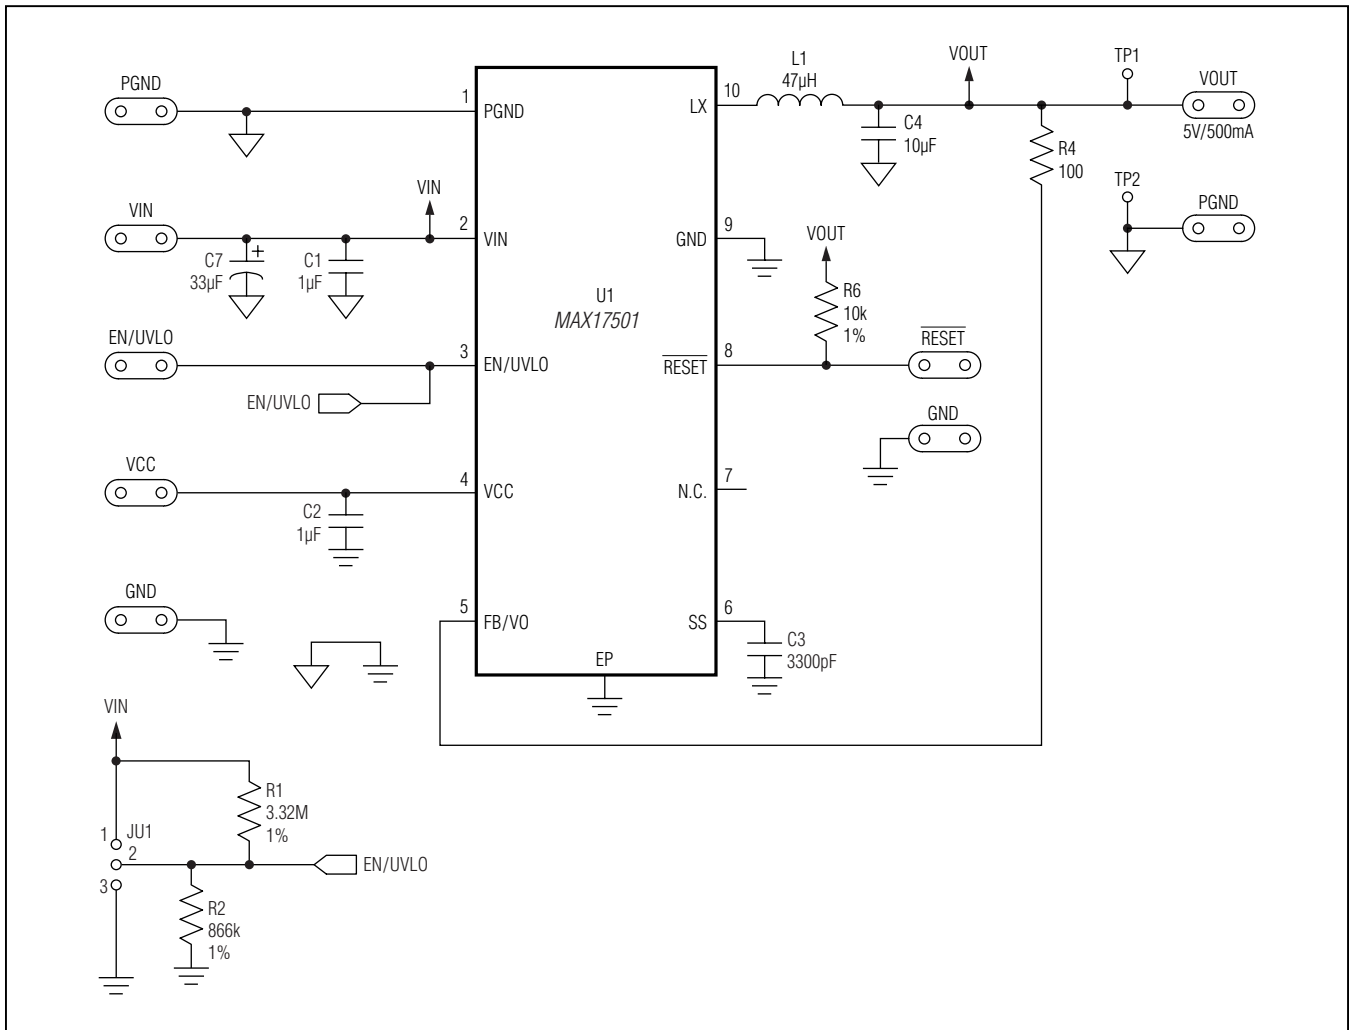 PGND
VIN
VIN
C7
33µF
+
C1
1µF
EN/UVLO
EN/UVLO
VCC
C2
1µF
GND
1
PGND
2
VIN
3
EN/UVLO
4
VCC
5
FB/VO
U1
MAX17501
EP
10
LX
9
GND
8
RESET
7
N.C.
6
SS
L1
47µH
C4
10µF
VOUT
R4
100
TP1
VOUT
5V/500mA
TP2
PGND
VOUT
R6
10k
1%
RESET
GND
C3
3300pF
VIN
R1
3.32M
1%
1
JU1
2
3
EN/UVLO
R2
866k
1%